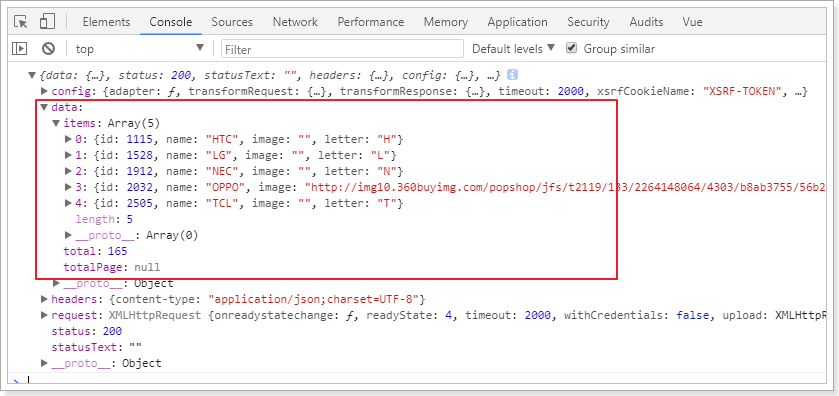 Elements Console Sources Network Performance Memory Application Security Audits Vue
top Filter Default levels Group similar
{data: {…}, status: 200, statusText: "", headers: {…}, config: {…}, …}
config: {adapter: ƒ, transformRequest: {…}, transformResponse: {…}, timeout: 2000, xsrfCookieName: "XSRF-TOKEN", …}
data:
items: Array(5)
0: {id: 1115, name: "HTC", image: "", letter: "H"}
1: {id: 1528, name: "LG", image: "", letter: "L"}
2: {id: 1912, name: "NEC", image: "", letter: "N"}
3: {id: 2032, name: "OPPO", image: "http://img10.360buyimg.com/popshop/jfs/t2119/133/2264148064/4303/b8ab3755/56b2
4: {id: 2505, name: "TCL", image: "", letter: "T"}
length: 5
__proto__: Array(0)
total: 165
totalPage: null
__proto__: Object
headers: {content-type: "application/json;charset=UTF-8"}
request: XMLHttpRequest {onreadystatechange: ƒ, readyState: 4, timeout: 2000, withCredentials: false, upload: XMLHttpR
status: 200
statusText: ""
__proto__: Object